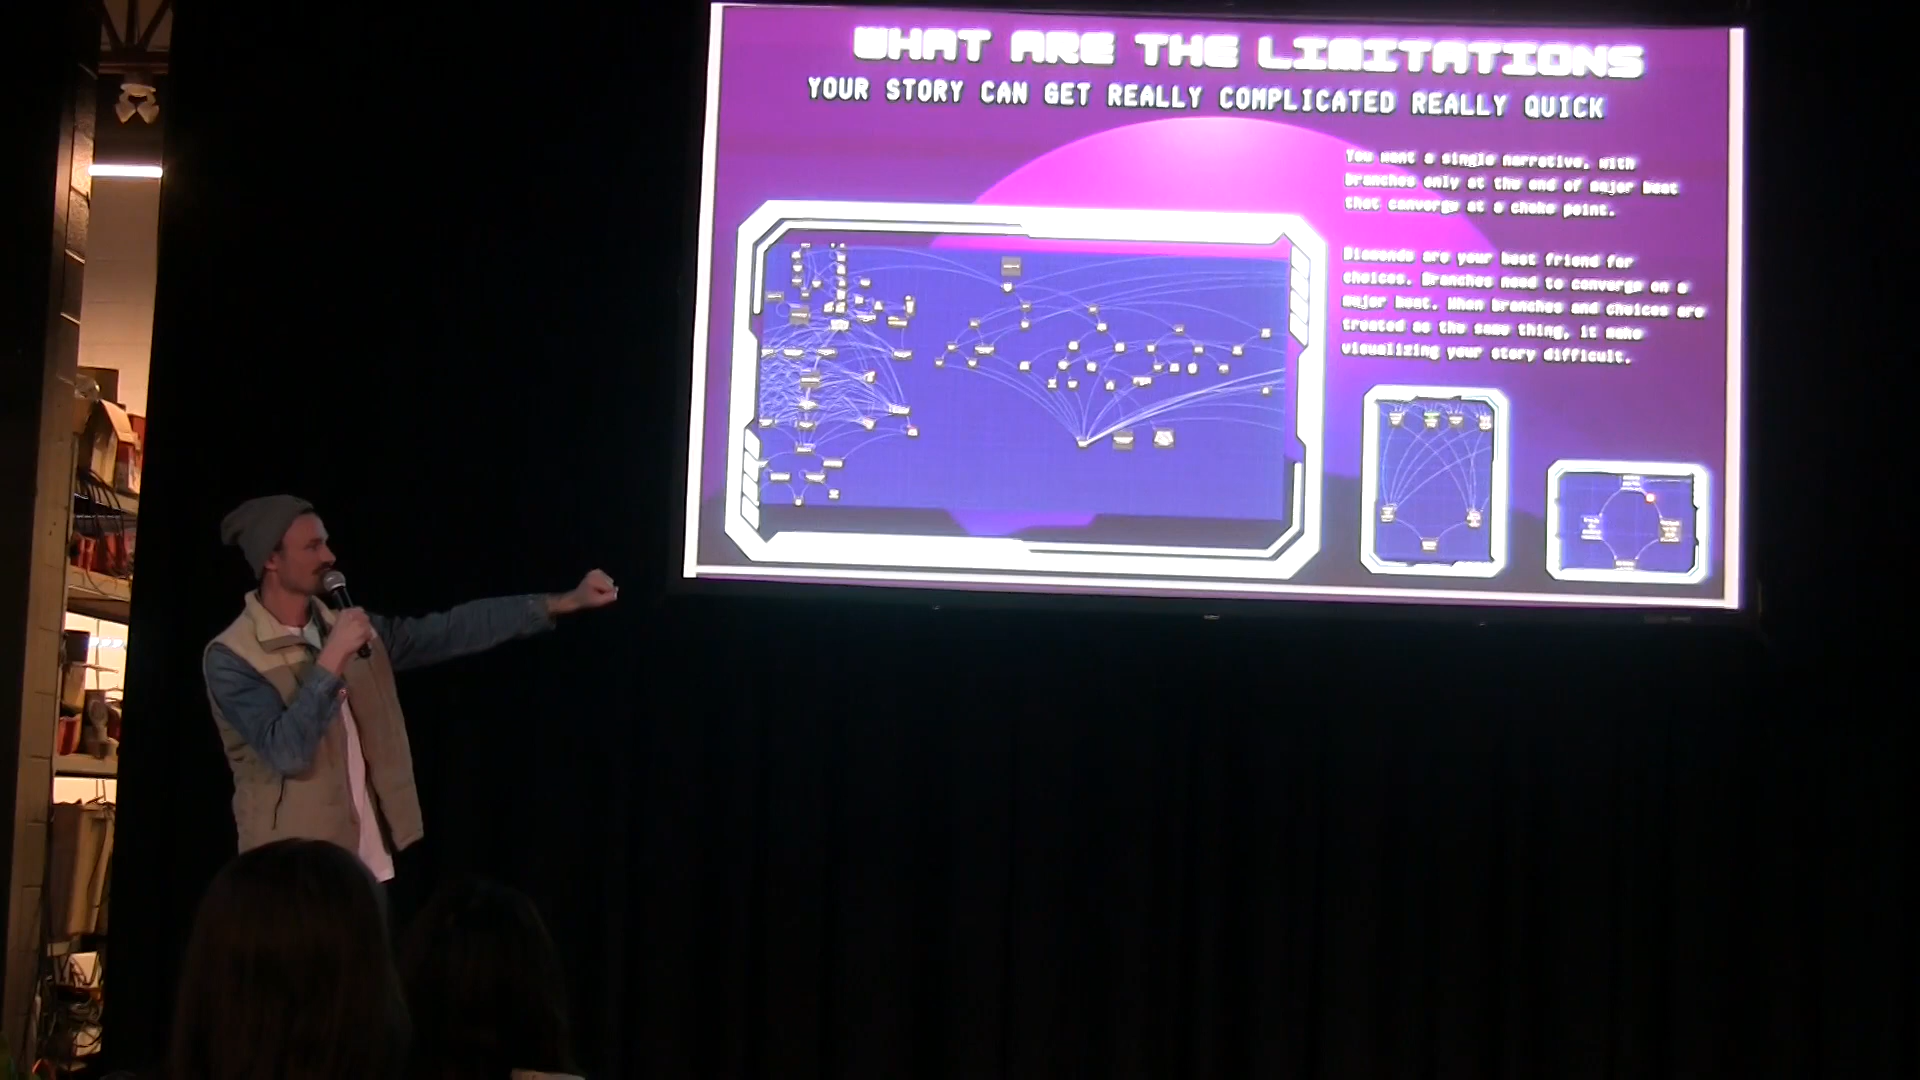 WHAT ARE THE LIMITATIONS
YOUR STORY CAN GET REALLY COMPLICATED REALLY QUICK
You want a single narrative, with
branches only at the end of major beat
that converge at a choke point.
Diamonds are your best friend for
choices. Branches need to converge on a
major beat. When branches and choices are
treated as the same thing, it make
visualizing your story difficult.